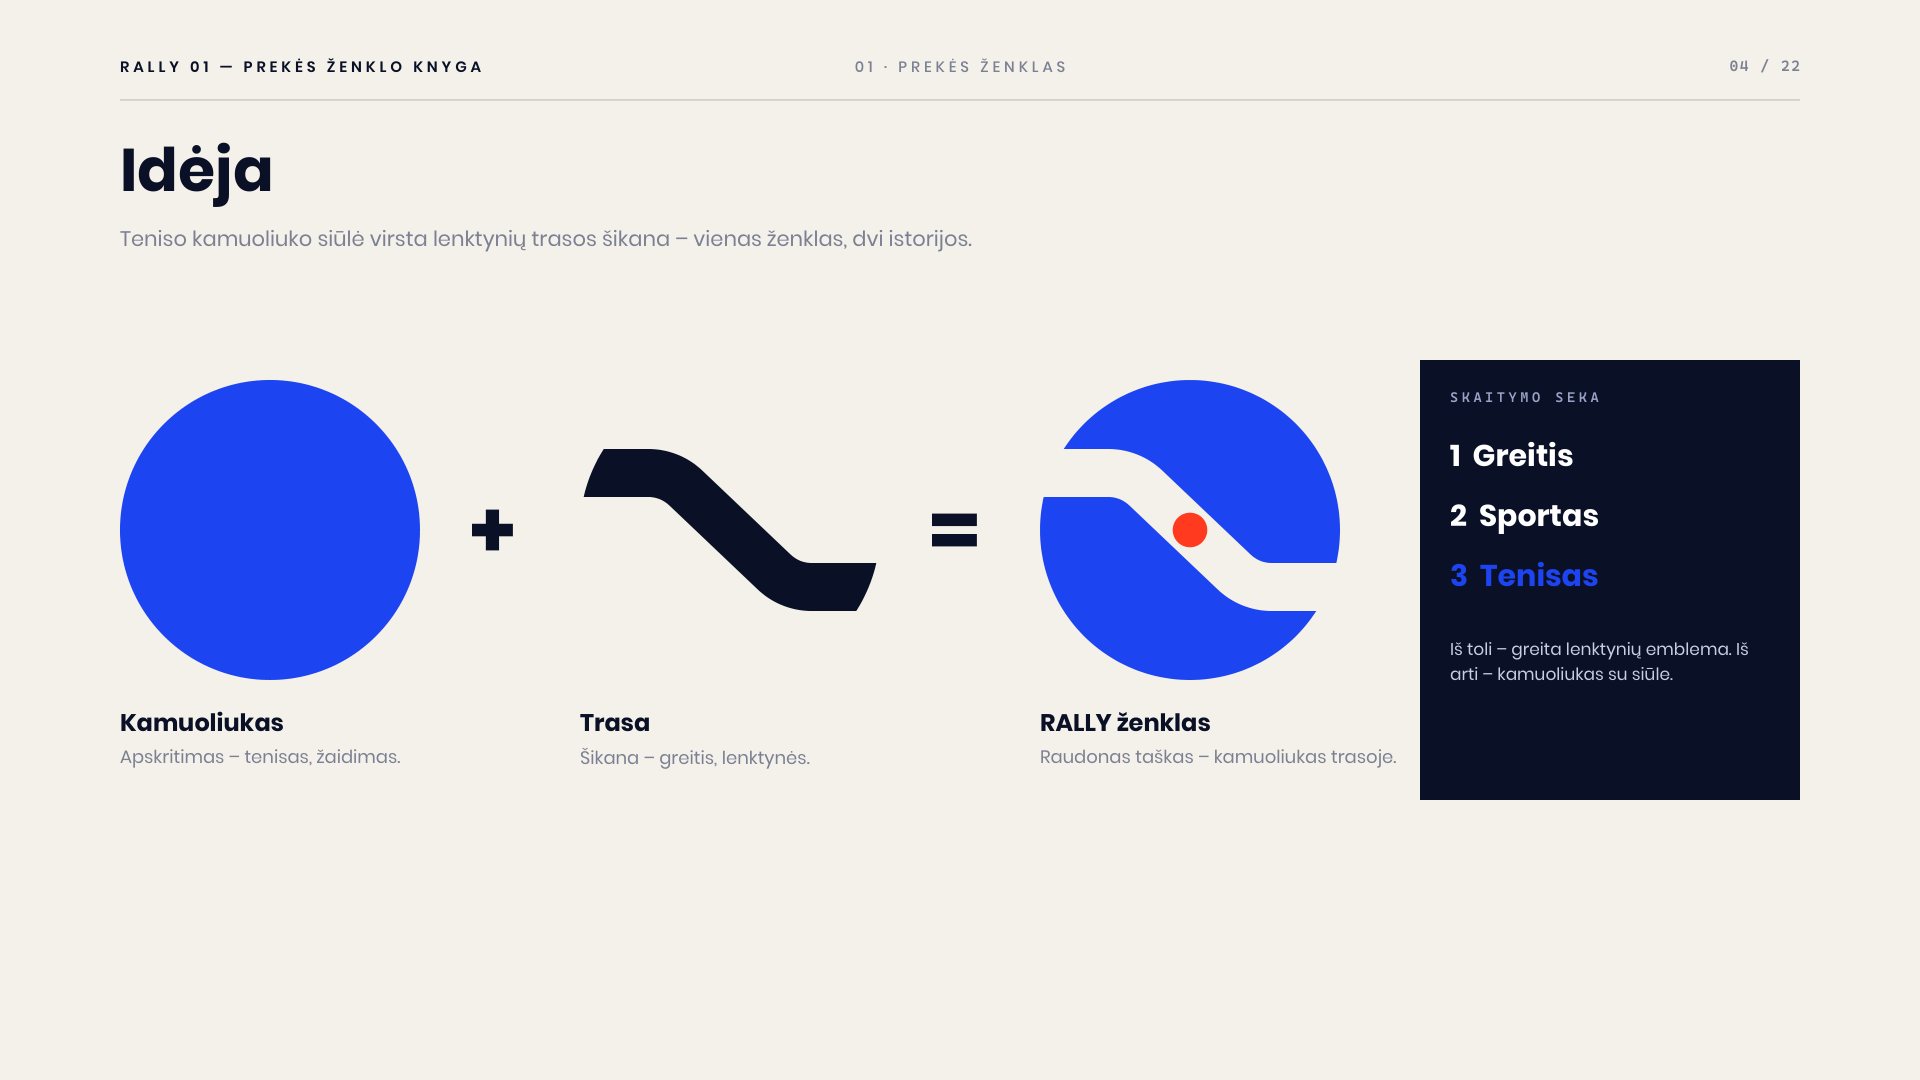 RALLY 01 — PREKĖS ŽENKLO KNYGA
01 · PREKĖS ŽENKLAS
04 / 22
Idėja
Teniso kamuoliuko siūlė virsta lenktynių trasos šikana – vienas ženklas, dvi istorijos.
+
=
Kamuoliukas
Apskritimas – tenisas, žaidimas.
Trasa
Šikana – greitis, lenktynės.
RALLY ženklas
Raudonas taškas – kamuoliukas trasoje.
SKAITYMO SEKA
1 Greitis
2 Sportas
3 Tenisas
Iš toli – greita lenktynių emblema. Iš
arti – kamuoliukas su siūle.